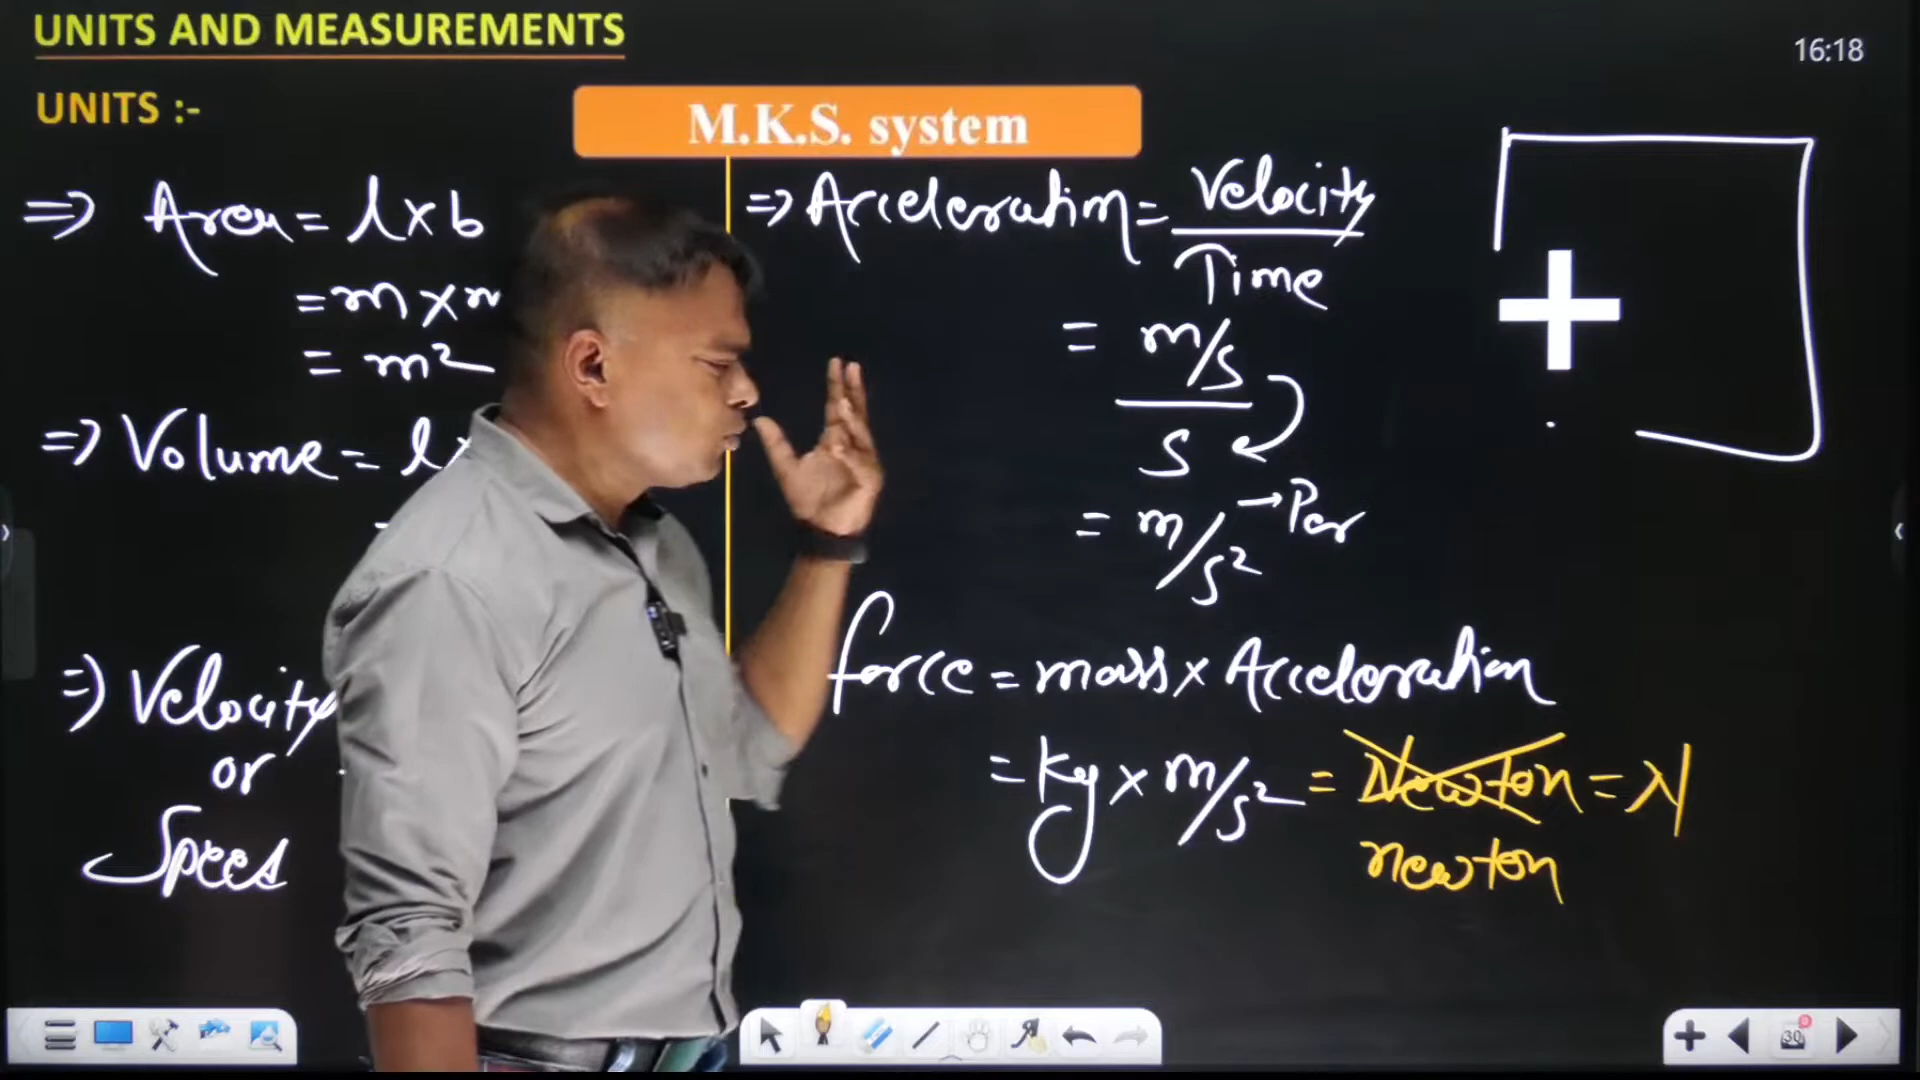 UNITS AND MEASUREMENTS
16:18
UNITS :-
M.K.S. system
⇒ Area = l × b
= m ×
= m²
⇒ Volume = l ×
⇒ Velocity
or
Speed
⇒ Acceleration = Velocity
Time
= m/s
s
= m/s² → Per
force = mass × Acceleration
= kg × m/s² = Newton = N
newton
30